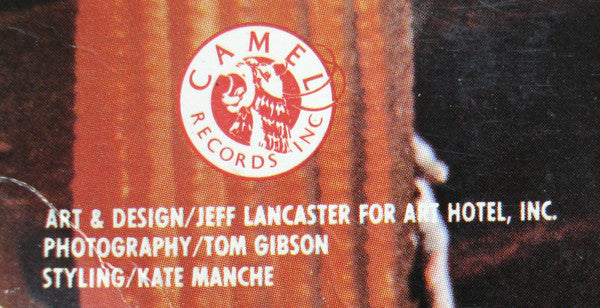 CAMEL
RECORDS INC
ART & DESIGN/JEFF LANCASTER FOR ART HOTEL, INC.
PHOTOGRAPHY/TOM GIBSON
STYLING/KATE MANCHE